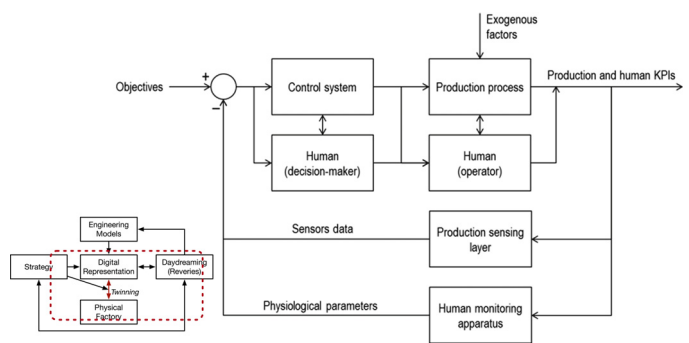 Exogenous
factors
Objectives
+
−
Control system
Production process
Production and human KPIs
Human
(decision-maker)
Human
(operator)
Sensors data
Production sensing
layer
Physiological parameters
Human monitoring
apparatus
Engineering
Models
Strategy
Digital
Representation
Daydreaming
(Reveries)
Twinning
Physical
Factory